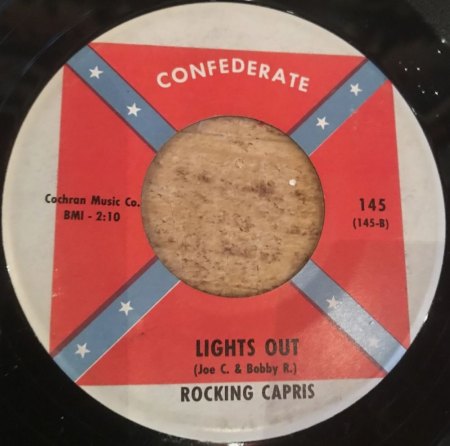 CONFEDERATE
Cochran Music Co.
BMI - 2:10
145
(145-B)
LIGHTS OUT
(Joe C. & Bobby R.)
ROCKING CAPRIS